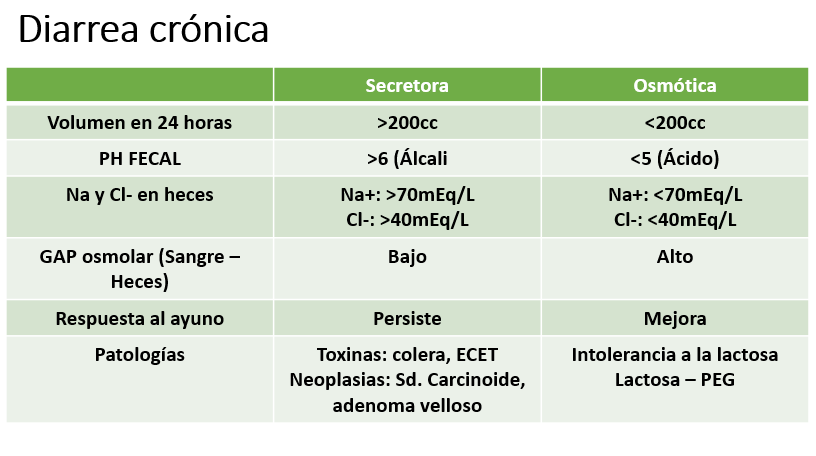 Diarrea crónica
Secretora
Osmótica
Volumen en 24 horas
>200cc
<200cc
PH FECAL
>6 (Álcali
<5 (Ácido)
Na y Cl- en heces
Na+: >70mEq/L
Cl-: >40mEq/L
Na+: <70mEq/L
Cl-: <40mEq/L
GAP osmolar (Sangre –
Heces)
Bajo
Alto
Respuesta al ayuno
Persiste
Mejora
Patologías
Toxinas: colera, ECET
Neoplasias: Sd. Carcinoide,
adenoma velloso
Intolerancia a la lactosa
Lactosa – PEG